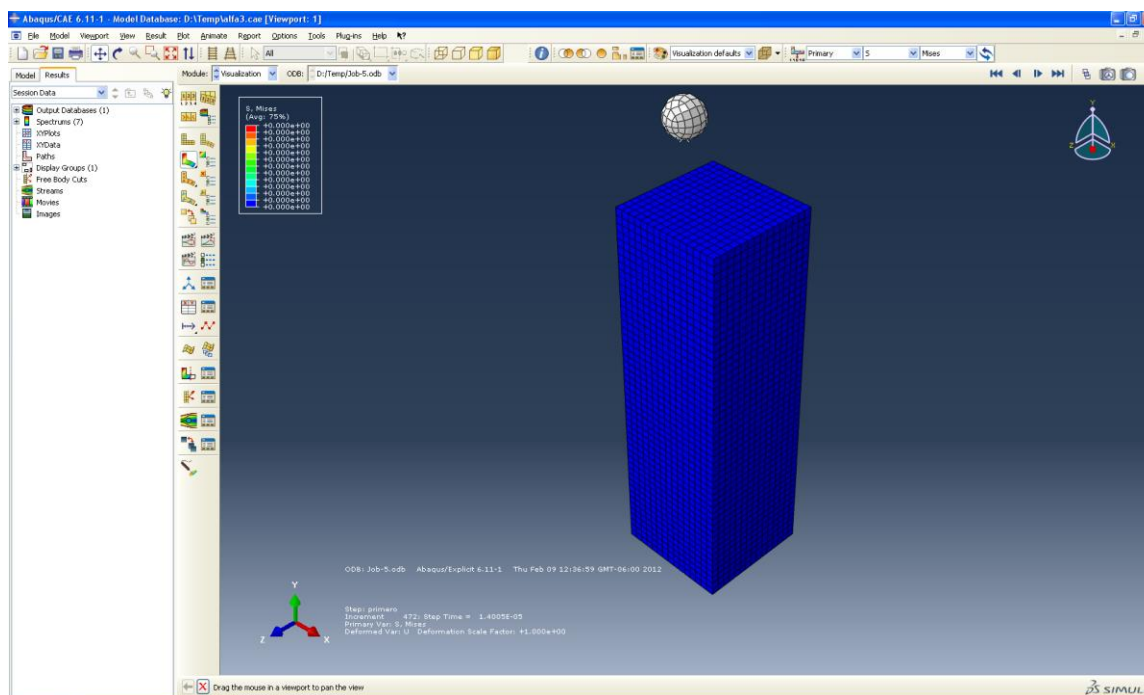 Abaqus/CAE 6.11-1 - Model Database: D:\Temp\alfa3.cae [Viewport: 1]
File Model Viewport View Result Plot Animate Report Options Tools Plug-ins Help
All Visualization defaults Primary S Mises
Model Results Module: Visualization ODB: D:/Temp/Job-5.odb
Session Data
Output Databases (1)
Spectrums (7)
XYPlots
XYData
Paths
Display Groups (1)
Free Body Cuts
Streams
Movies
Images
S, Mises
(Avg: 75%)
+0.000e+00
+0.000e+00
+0.000e+00
+0.000e+00
+0.000e+00
+0.000e+00
+0.000e+00
+0.000e+00
+0.000e+00
+0.000e+00
+0.000e+00
+0.000e+00
+0.000e+00
Y
Z X
ODB: Job-5.odb Abaqus/Explicit 6.11-1 Thu Feb 09 12:36:59 GMT-06:00 2012
Y
Z X
Step: primero
Increment 472: Step Time = 1.4005E-05
Primary Var: S, Mises
Deformed Var: U Deformation Scale Factor: +1.000e+00
Drag the mouse in a viewport to pan the view
SIMUL